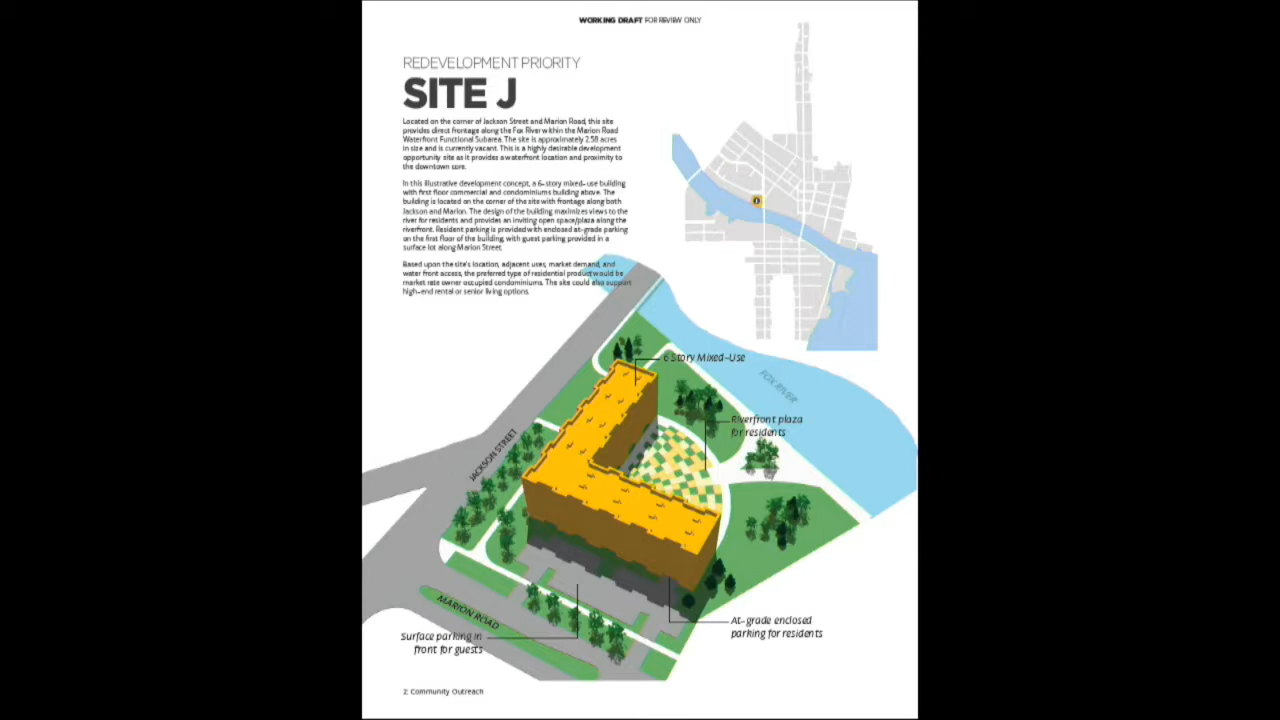 WORKING DRAFT FOR REVIEW ONLY
REDEVELOPMENT PRIORITY
SITE J
Located on the corner of Jackson Street and Marion Road, this site
provides direct frontage along the Fox River within the Marion Road
Waterfront Functional Subarea. The site is approximately 2.58 acres
in size and is currently vacant. This is a highly desirable development
opportunity site as it provides a waterfront location and proximity to
the downtown core.
In this illustrative development concept, a 6-story mixed-use building
with first floor commercial and condominiums building above. The
building is located on the corner of the site with frontage along both
Jackson and Marion. The design of the building maximizes views to the
river for residents and provides an inviting open space/plaza along the
riverfront. Resident parking is provided with enclosed at-grade parking
on the first floor of the building, with guest parking provided in a
surface lot along Marion Street.
Based upon the site's location, adjacent uses, market demand, and
water front access, the preferred type of residential product would be
market rate owner occupied condominiums. The site could also support
high-end rental or senior living options.
6-Story Mixed-Use
FOX RIVER
Riverfront plaza
for residents
JACKSON STREET
MARION ROAD
At-grade enclosed
parking for residents
Surface parking in
front for guests
2: Community Outreach